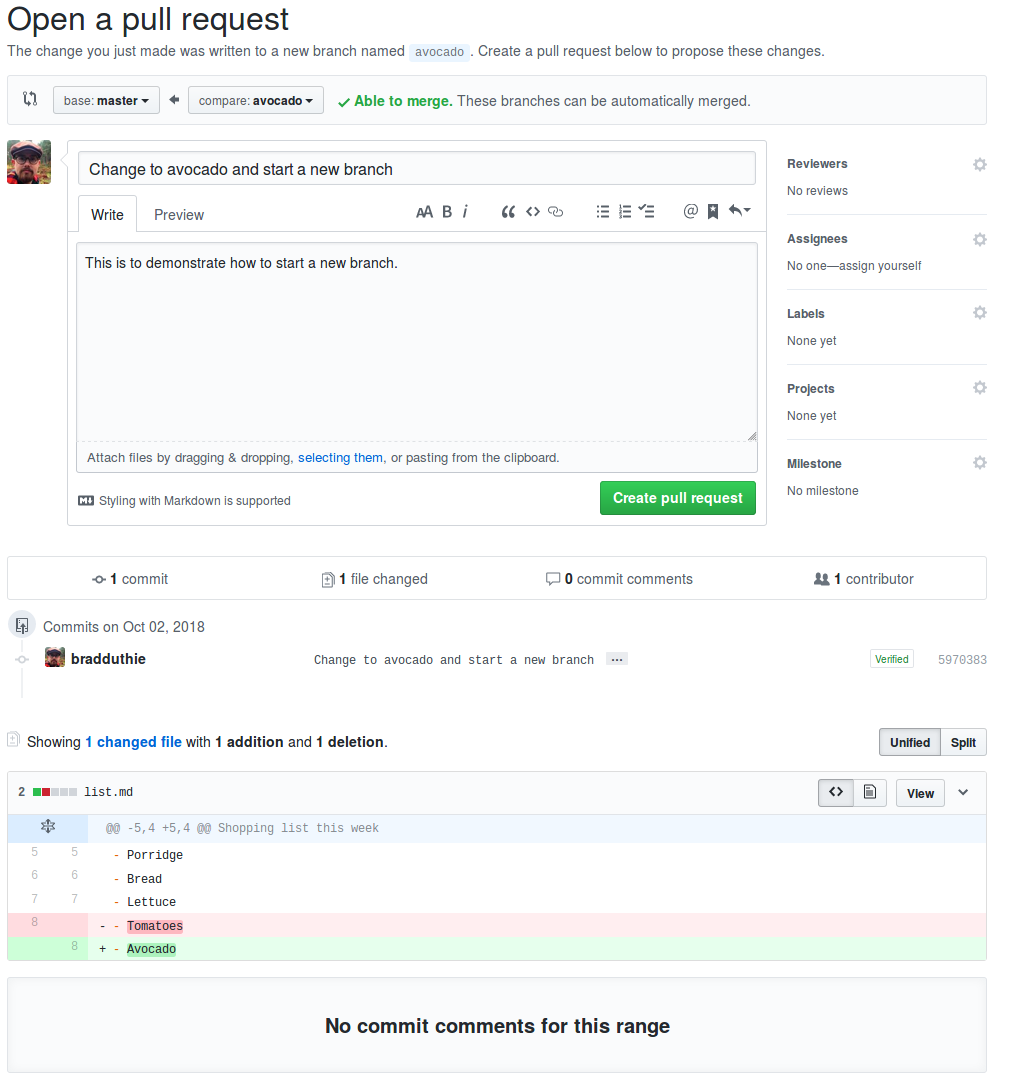 Open a pull request
The change you just made was written to a new branch named avocado. Create a pull request below to propose these changes.
base: master compare: avocado Able to merge. These branches can be automatically merged.
Change to avocado and start a new branch
Write Preview AA B i @
This is to demonstrate how to start a new branch.
Attach files by dragging & dropping, selecting them, or pasting from the clipboard.
Styling with Markdown is supported Create pull request
Reviewers
No reviews
Assignees
No one—assign yourself
Labels
None yet
Projects
None yet
Milestone
No milestone
1 commit 1 file changed 0 commit comments 1 contributor
Commits on Oct 02, 2018
bradduthie Change to avocado and start a new branch ... Verified 5970383
Showing 1 changed file with 1 addition and 1 deletion. Unified Split
2 list.md <> View
@@ -5,4 +5,4 @@ Shopping list this week
5 5 - Porridge
6 6 - Bread
7 7 - Lettuce
8 - - Tomatoes
8 + - Avocado
No commit comments for this range